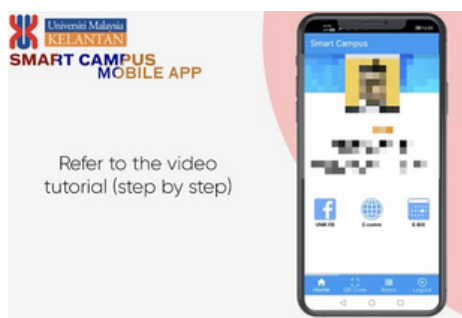 Universiti Malaysia
KELANTAN
SMART CAMPUS
MOBILE APP
Refer to the video
tutorial (step by step)
Smart Campus
UMK FB
E-comm
E-Bill
Home
QR Code
News
Logout